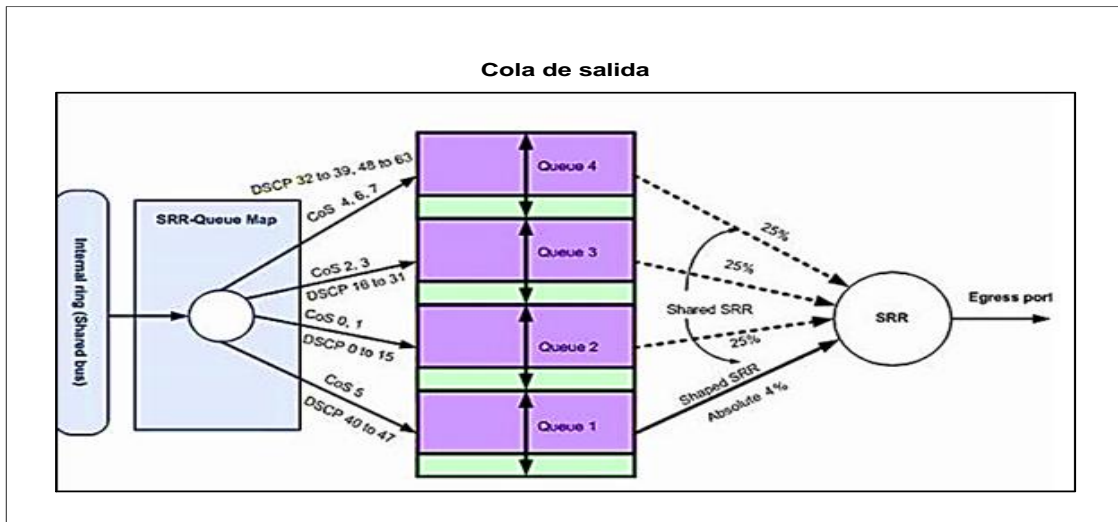 Cola de salida
Internal ring (Shared bus)
SRR-Queue Map
DSCP 32 to 39, 48 to 63
CoS 4, 6, 7
CoS 2, 3
DSCP 16 to 31
CoS 0, 1
DSCP 0 to 15
CoS 5
DSCP 40 to 47
Queue 4
Queue 3
Queue 2
Queue 1
25%
25%
Shared SRR
25%
Shaped SRR
Absolute 4%
SRR
Egress port